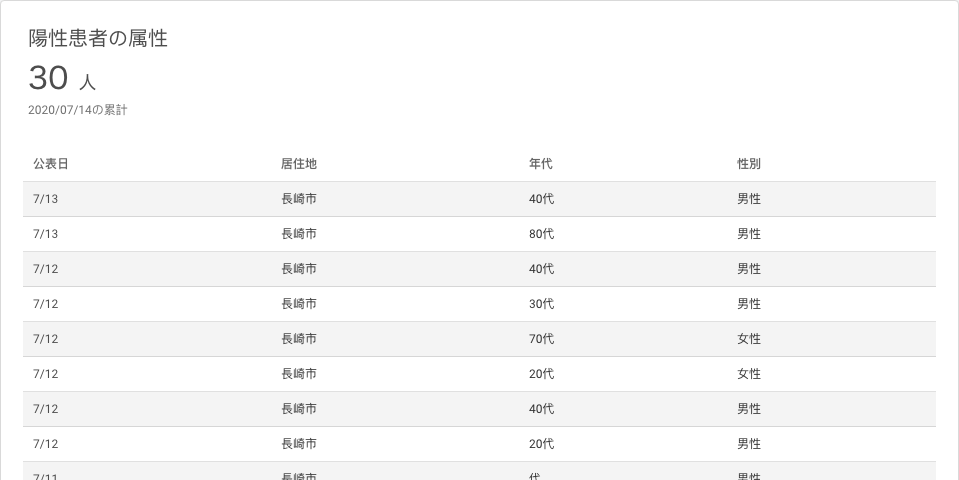 陽性患者の属性
30 人
2020/07/14の累計
公表日 居住地 年代 性別
7/13 長崎市 40代 男性
7/13 長崎市 80代 男性
7/12 長崎市 40代 男性
7/12 長崎市 30代 男性
7/12 長崎市 70代 女性
7/12 長崎市 20代 女性
7/12 長崎市 40代 男性
7/12 長崎市 20代 男性
7/11 長崎市 代 男性